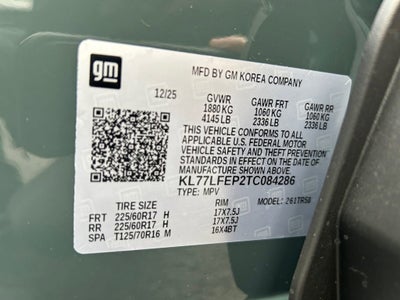 gm
MFD BY GM KOREA COMPANY
12/25 GVWR GAWR FRT GAWR RR
1880 KG 1060 KG 1060 KG
4145 LB 2336 LB 2336 LB
THIS VEHICLE CONFORMS TO ALL
APPLICABLE U.S. FEDERAL MOTOR
VEHICLE SAFETY, BUMPER, AND
THEFT PREVENTION STANDARDS
IN EFFECT ON THE DATE OF
MANUFACTURE SHOWN ABOVE.
KL77LFEP2TC084286
TYPE: MPV MODEL:
TIRE SIZE RIM
FRT 225/60R17 H 17X7.5J
RR 225/60R17 H 17X7.5J
SPA T125/70R16 M 16X4BT